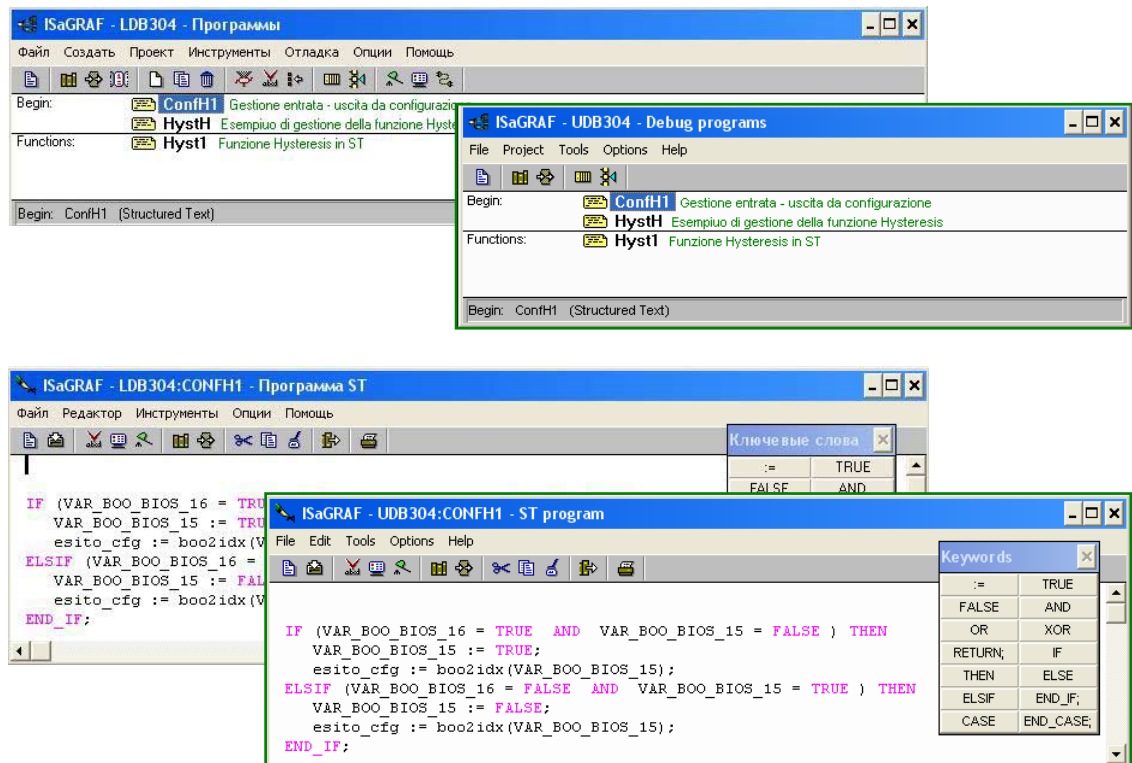 ISaGRAF - LDB304 - Программы
Файл Создать Проект Инструменты Отладка Опции Помощь
Begin: ConfH1 Gestione entrata - uscita da configurazione
HystH Esempiuo di gestione della funzione Hyste
Functions: Hyst1 Funzione Hysteresis in ST
Begin: ConfH1 (Structured Text)
ISaGRAF - UDB304 - Debug programs
File Project Tools Options Help
Begin: ConfH1 Gestione entrata - uscita da configurazione
HystH Esempiuo di gestione della funzione Hysteresis
Functions: Hyst1 Funzione Hysteresis in ST
Begin: ConfH1 (Structured Text)
ISaGRAF - LDB304:CONFH1 - Программа ST
Файл Редактор Инструменты Опции Помощь
Ключевые слова
:= TRUE
FALSE AND
IF (VAR_BOO_BIOS_16 = TRU
VAR_BOO_BIOS_15 := TRU
esito_cfg := boo2idx(V
ELSIF (VAR_BOO_BIOS_16 =
VAR_BOO_BIOS_15 := FAL
esito_cfg := boo2idx(V
END_IF;
ISaGRAF - UDB304:CONFH1 - ST program
File Edit Tools Options Help
IF (VAR_BOO_BIOS_16 = TRUE AND VAR_BOO_BIOS_15 = FALSE ) THEN
VAR_BOO_BIOS_15 := TRUE;
esito_cfg := boo2idx(VAR_BOO_BIOS_15);
ELSIF (VAR_BOO_BIOS_16 = FALSE AND VAR_BOO_BIOS_15 = TRUE ) THEN
VAR_BOO_BIOS_15 := FALSE;
esito_cfg := boo2idx(VAR_BOO_BIOS_15);
END_IF;
Keywords
:= TRUE
FALSE AND
OR XOR
RETURN; IF
THEN ELSE
ELSIF END_IF;
CASE END_CASE;